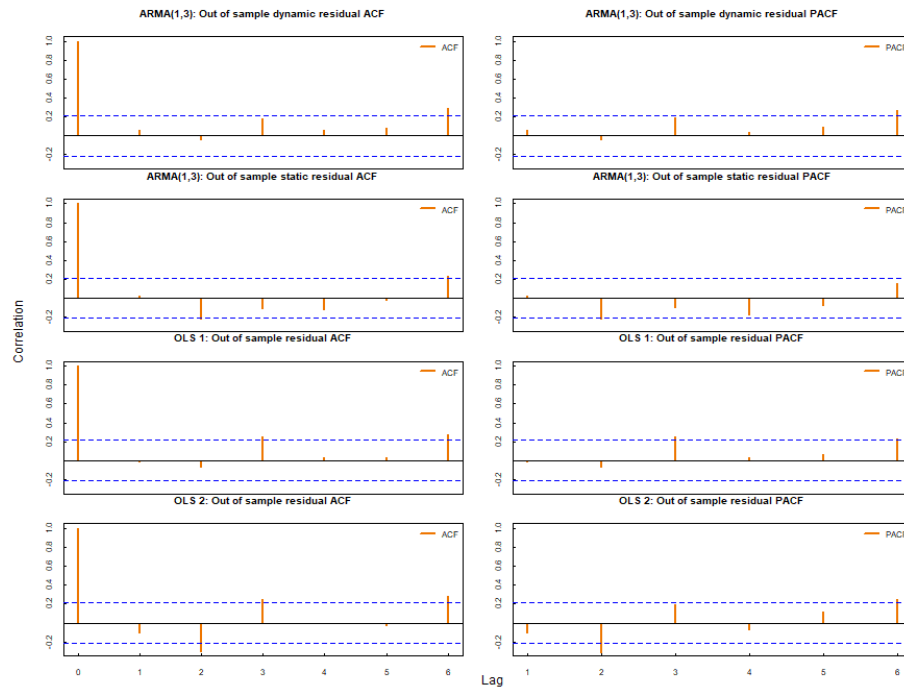 ARMA(1,3): Out of sample dynamic residual ACF
ARMA(1,3): Out of sample dynamic residual PACF
1.0
0.8
0.6
0.4
0.2
-0.2
ACF
PACF
ARMA(1,3): Out of sample static residual ACF
ARMA(1,3): Out of sample static residual PACF
1.0
0.8
0.6
0.4
0.2
-0.2
ACF
PACF
Correlation
OLS 1: Out of sample residual ACF
OLS 1: Out of sample residual PACF
1.0
0.8
0.6
0.4
0.2
-0.2
ACF
PACF
OLS 2: Out of sample residual ACF
OLS 2: Out of sample residual PACF
1.0
0.8
0.6
0.4
0.2
-0.2
ACF
PACF
0 1 2 3 4 5 6
1 2 3 4 5 6
Lag